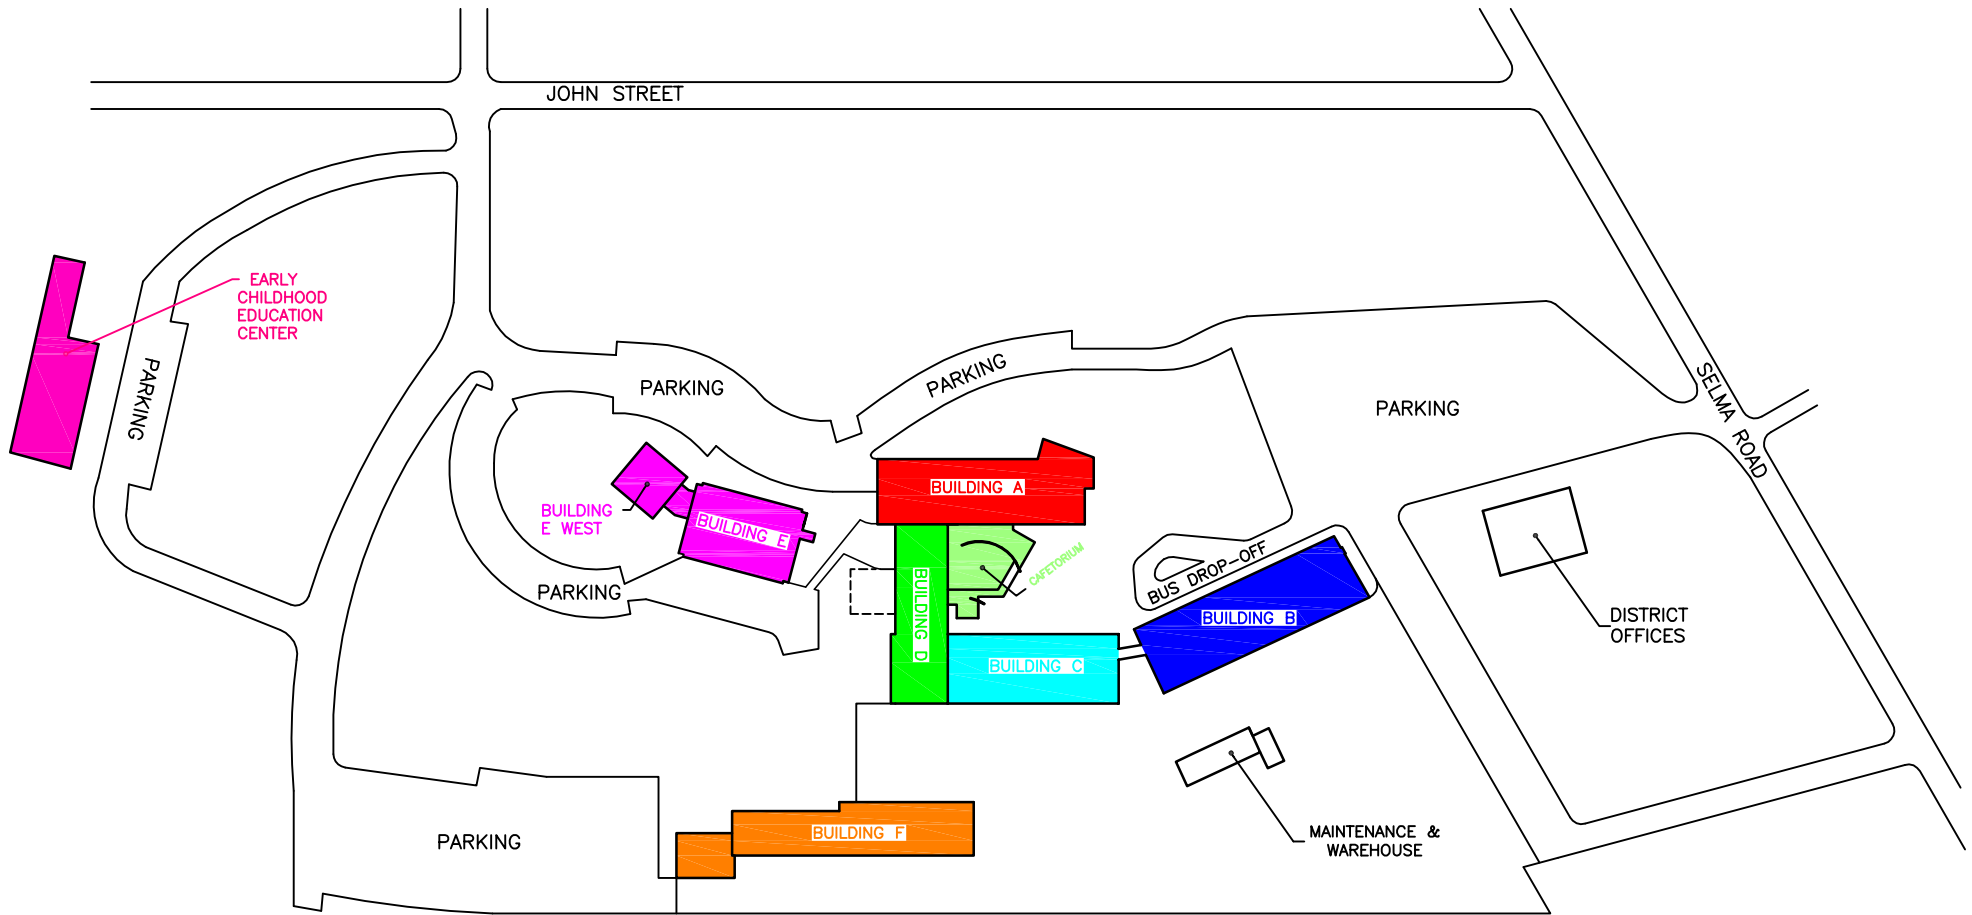 JOHN STREET
EARLY
CHILDHOOD
EDUCATION
CENTER
PARKING
PARKING
PARKING
PARKING
SELMA ROAD
BUILDING A
BUILDING
E WEST
BUILDING E
CAFETORIUM
BUS DROP-OFF
PARKING
BUILDING D
BUILDING B
DISTRICT
OFFICES
BUILDING C
PARKING
BUILDING F
MAINTENANCE &
WAREHOUSE